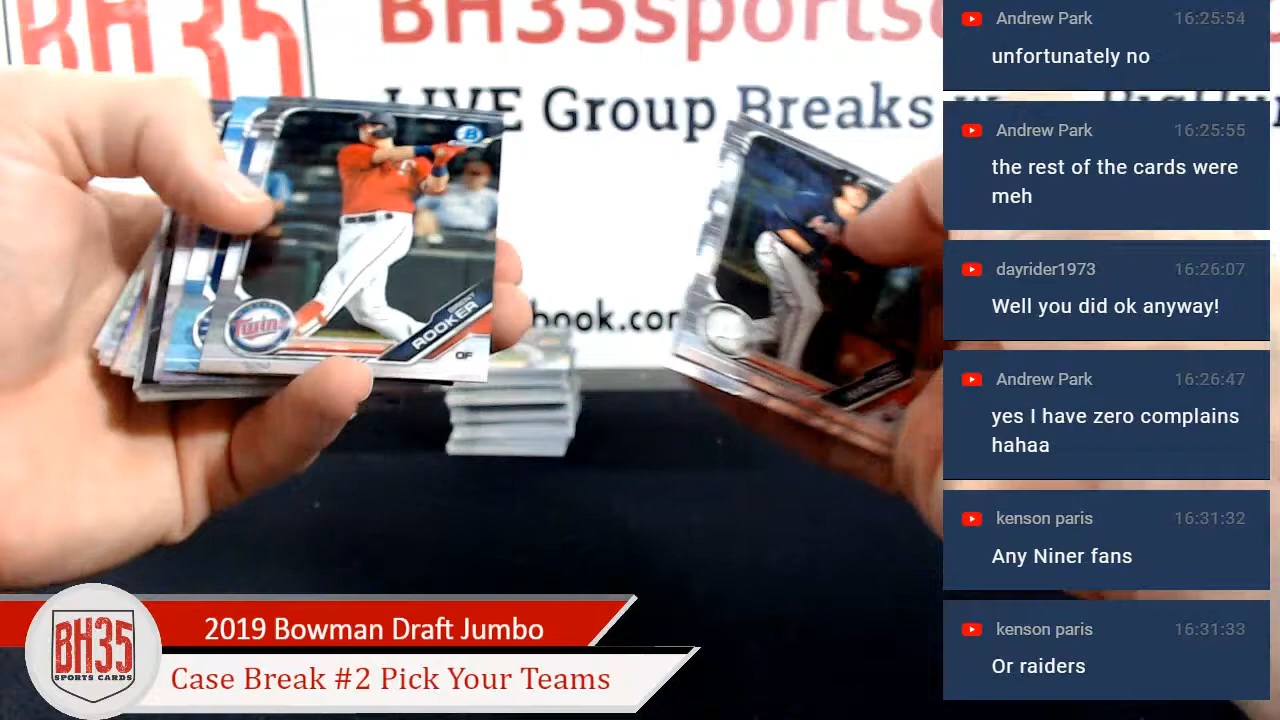 BH35
BH35sportsc
LIVE Group Breaks
book.com
Twins
ROOKER
OF
2019 Bowman Draft Jumbo
Case Break #2 Pick Your Teams
BH35
SPORTS CARDS
Andrew Park 16:25:54
unfortunately no
Andrew Park 16:25:55
the rest of the cards were
meh
dayrider1973 16:26:07
Well you did ok anyway!
Andrew Park 16:26:47
yes I have zero complains
hahaa
kenson paris 16:31:32
Any Niner fans
kenson paris 16:31:33
Or raiders